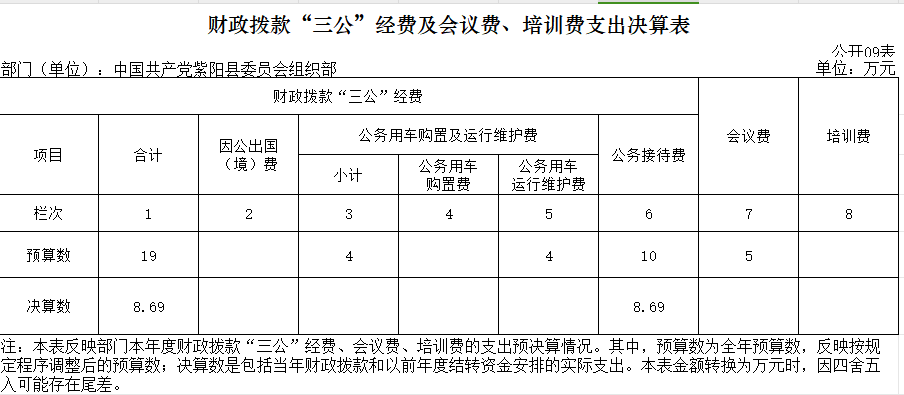 财政拨款“三公”经费及会议费、培训费支出决算表
公开09表
部门（单位）：中国共产党紫阳县委员会组织部
单位：万元
财政拨款“三公”经费
会议费
培训费
项目
合计
因公出国
（境）费
公务用车购置及运行维护费
公务接待费
小计
公务用车
购置费
公务用车
运行维护费
栏次 1 2 3 4 5 6 7 8
预算数 19 4 4 10 5
决算数 8.69 8.69
注：本表反映部门本年度财政拨款“三公”经费、会议费、培训费的支出预决算情况。其中，预算数为全年预算数，反映按规
定程序调整后的预算数；决算数是包括当年财政拨款和以前年度结转资金安排的实际支出。本表金额转换为万元时，因四舍五
入可能存在尾差。